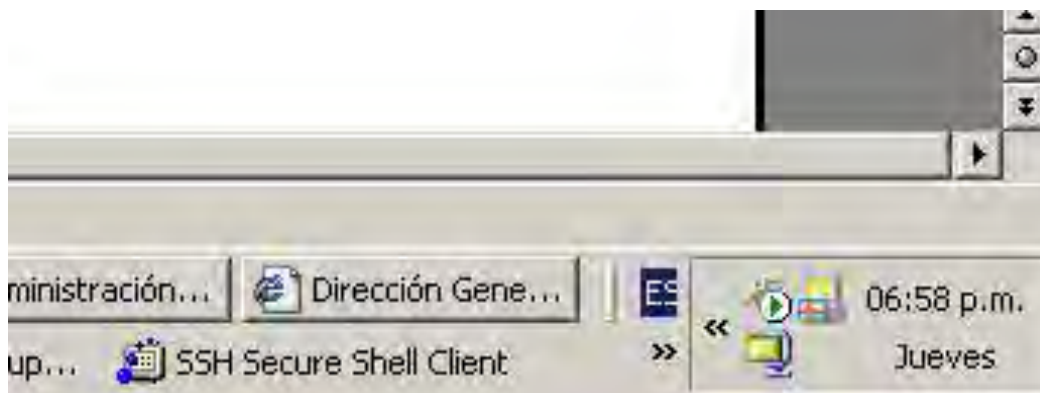 ministración... Dirección Gene... ES 06:58 p.m.
up... SSH Secure Shell Client » « Jueves